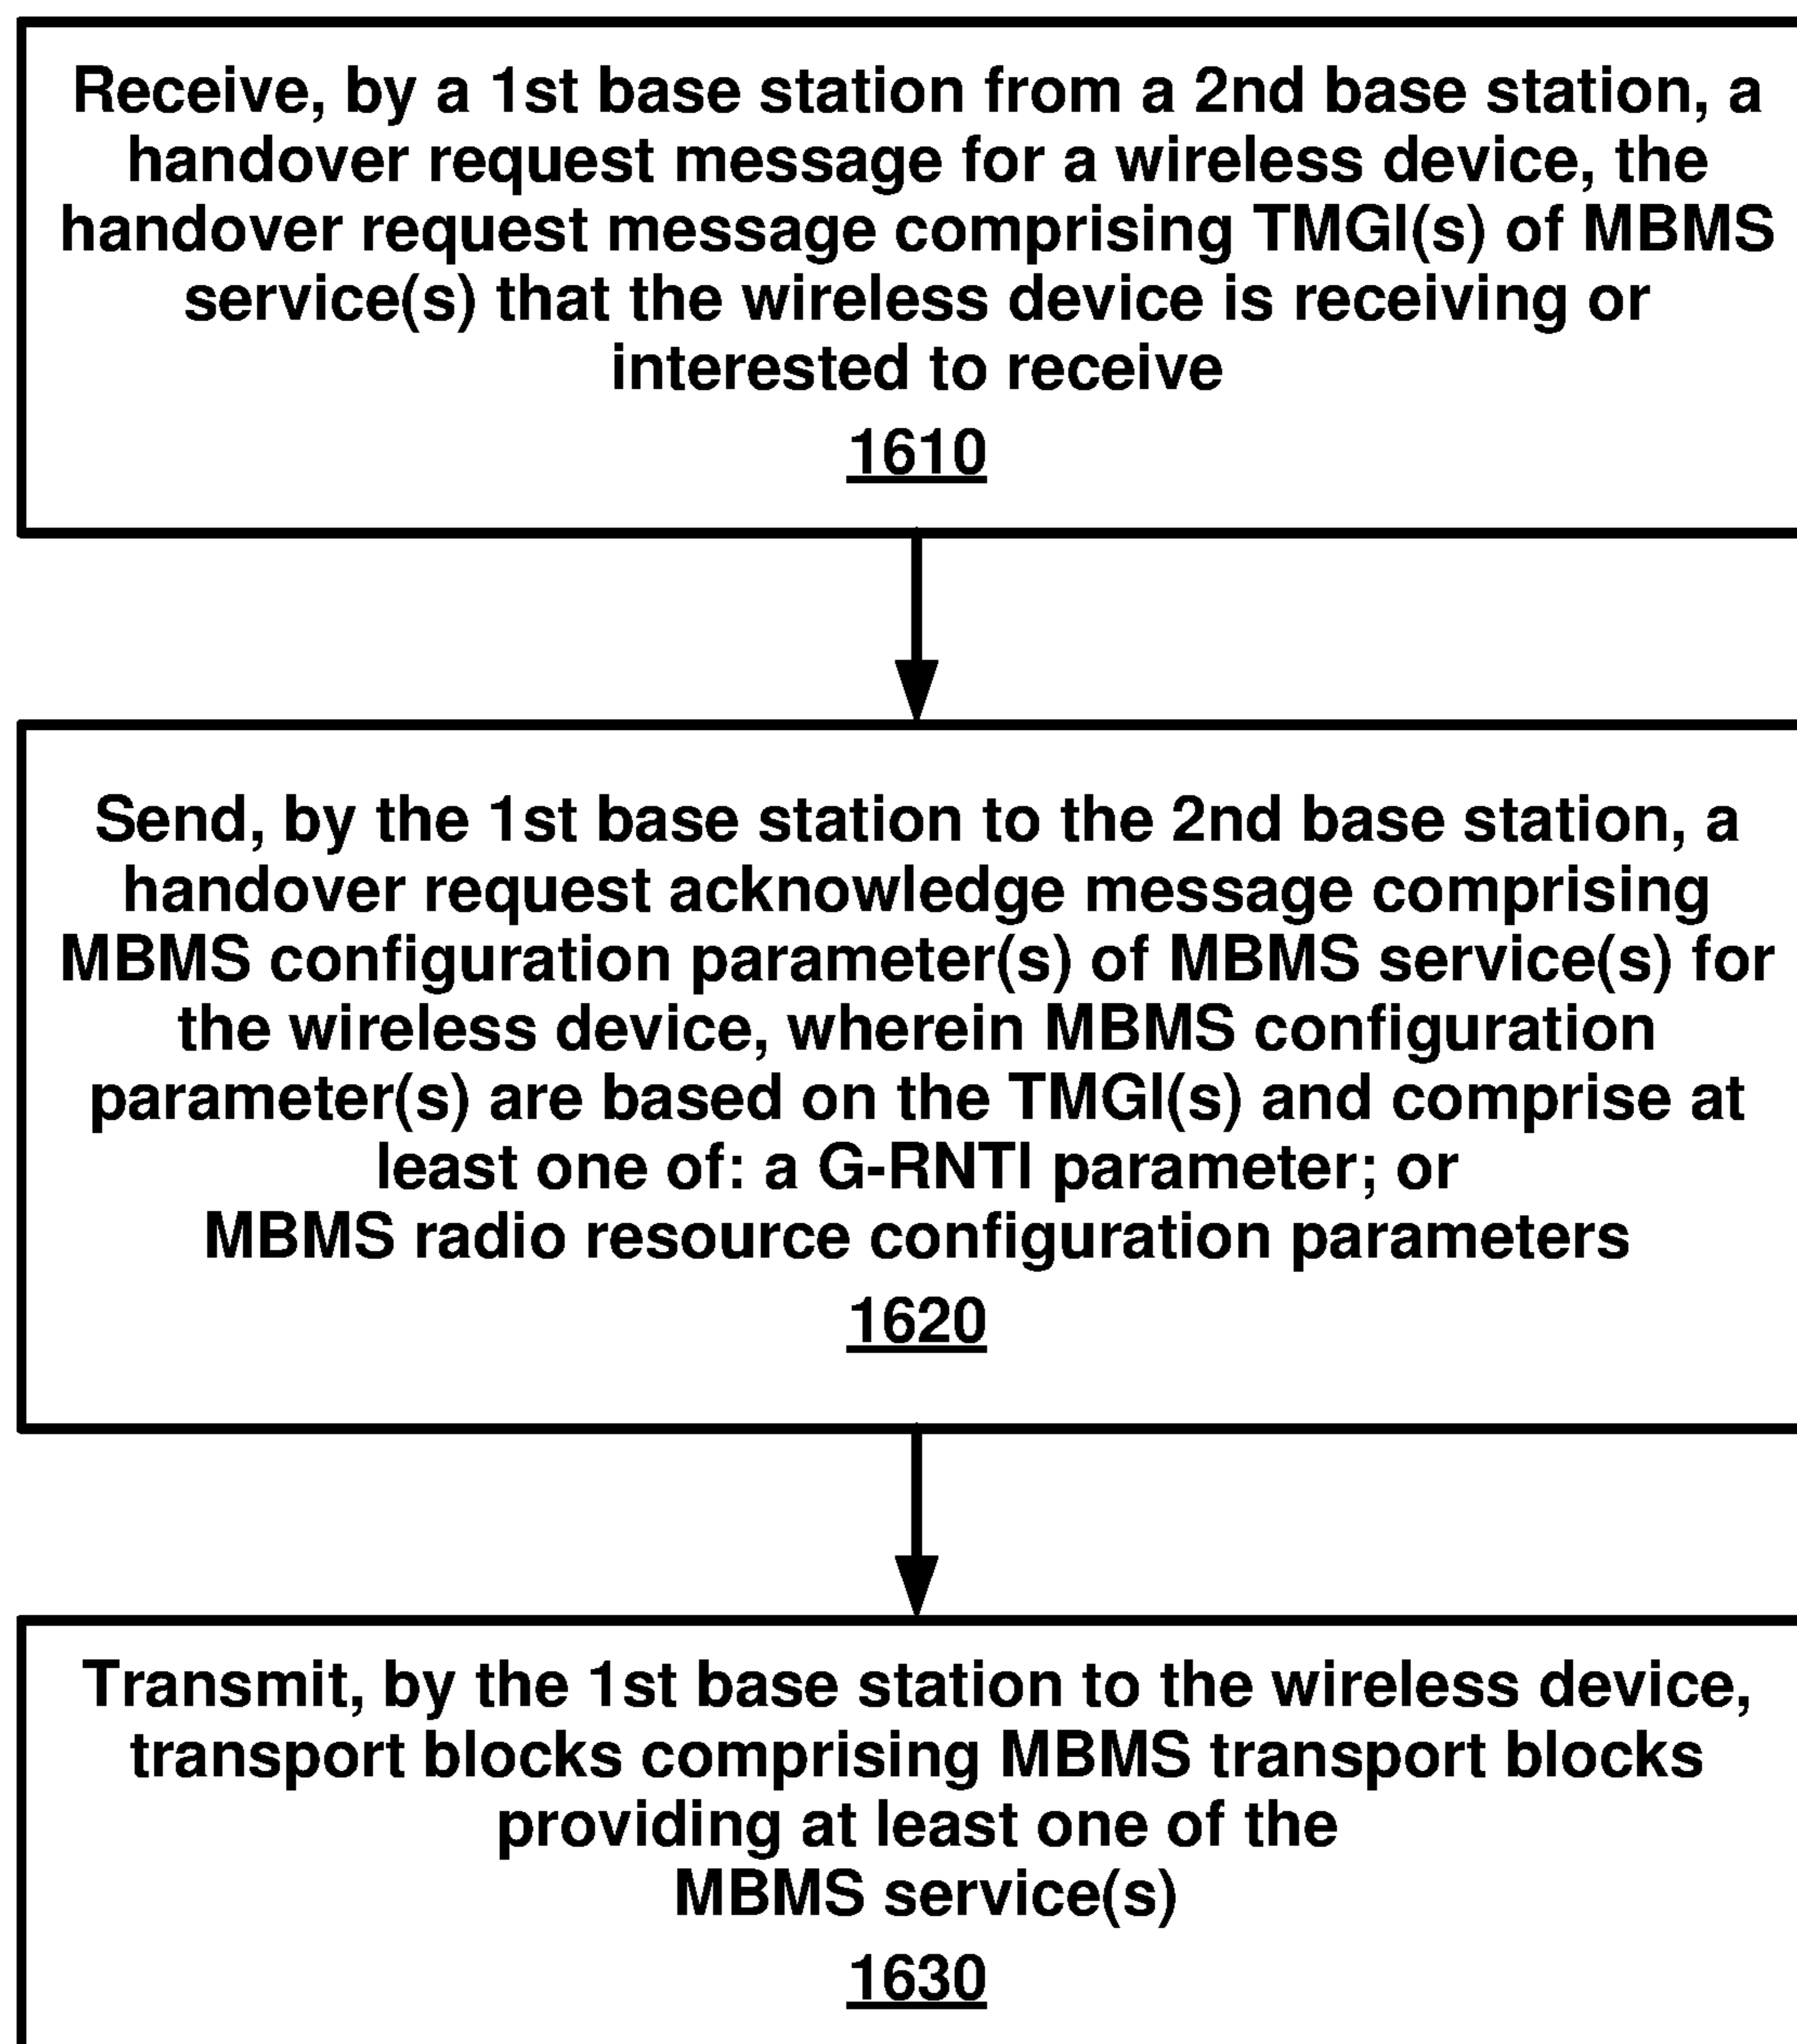 Receive, by a 1st base station from a 2nd base station, a
handover request message for a wireless device, the
handover request message comprising TMGI(s) of MBMS
service(s) that the wireless device is receiving or
interested to receive
1610
Send, by the 1st base station to the 2nd base station, a
handover request acknowledge message comprising
MBMS configuration parameter(s) of MBMS service(s) for
the wireless device, wherein MBMS configuration
parameter(s) are based on the TMGI(s) and comprise at
least one of: a G-RNTI parameter; or
MBMS radio resource configuration parameters
1620
Transmit, by the 1st base station to the wireless device,
transport blocks comprising MBMS transport blocks
providing at least one of the
MBMS service(s)
1630